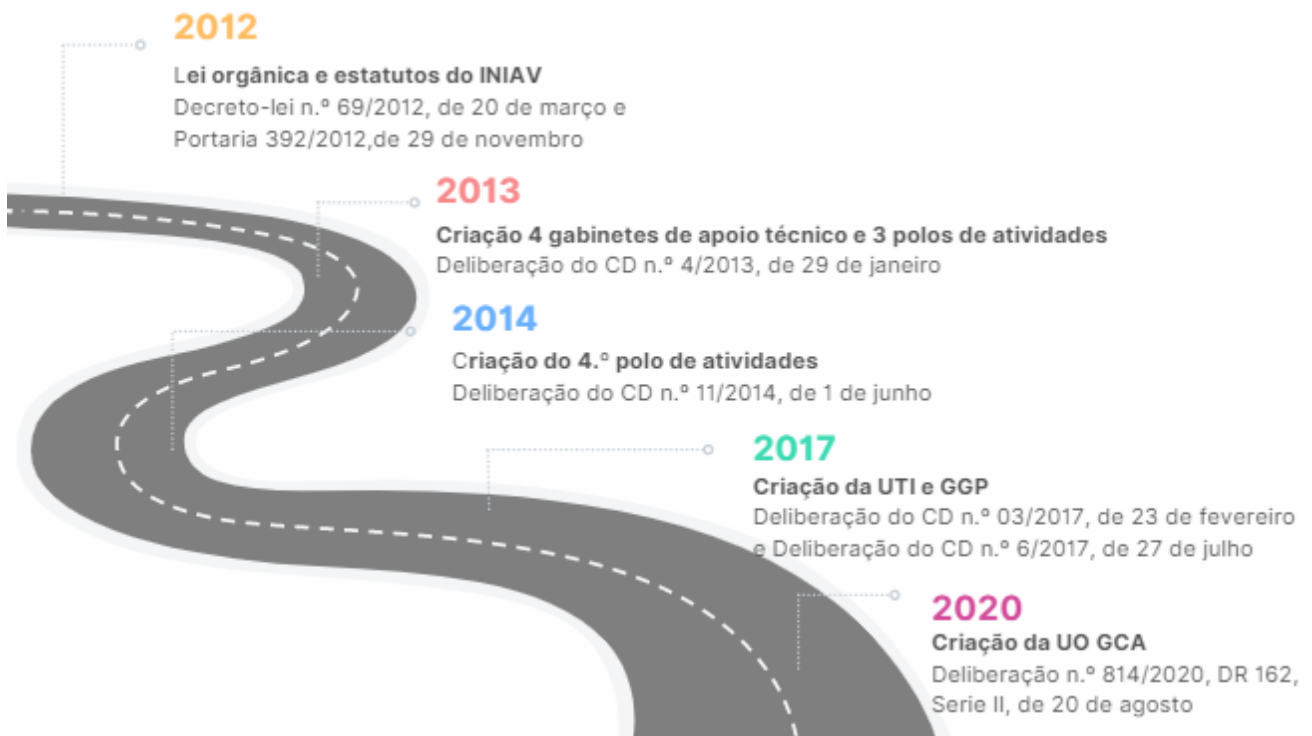 2012
Lei orgânica e estatutos do INIAV
Decreto-lei n.º 69/2012, de 20 de março e
Portaria 392/2012,de 29 de novembro
2013
Criação 4 gabinetes de apoio técnico e 3 polos de atividades
Deliberação do CD n.º 4/2013, de 29 de janeiro
2014
Criação do 4.º polo de atividades
Deliberação do CD n.º 11/2014, de 1 de junho
2017
Criação da UTI e GGP
Deliberação do CD n.º 03/2017, de 23 de fevereiro
e Deliberação do CD n.º 6/2017, de 27 de julho
2020
Criação da UO GCA
Deliberação n.º 814/2020, DR 162,
Serie II, de 20 de agosto